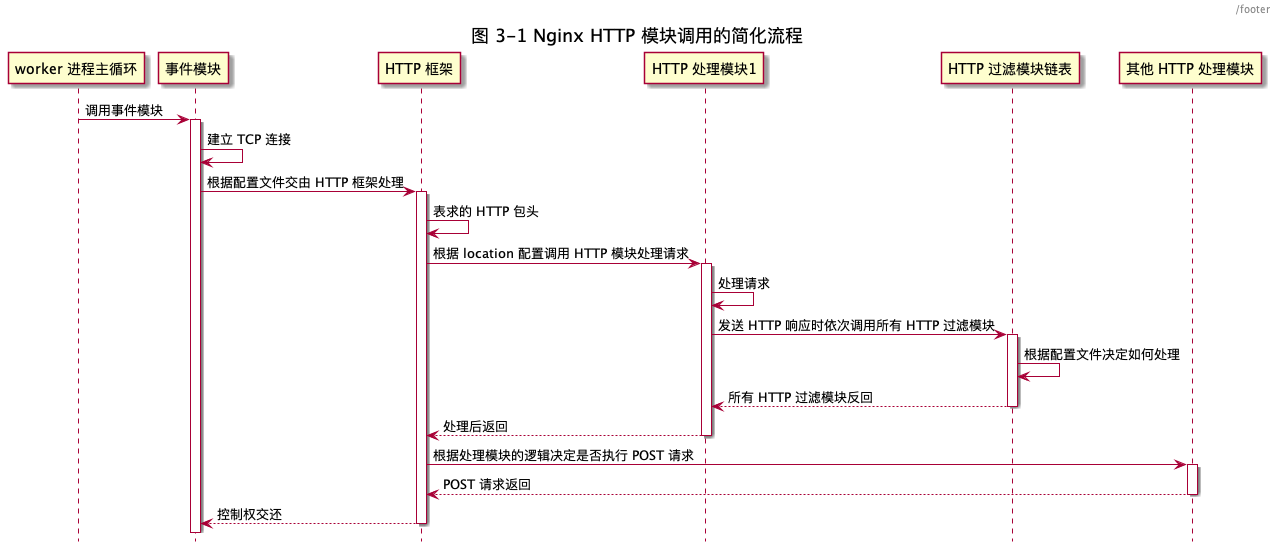 /footer
图 3-1 Nginx HTTP 模块调用的简化流程
worker 进程主循环
事件模块
HTTP 框架
HTTP 处理模块1
HTTP 过滤模块链表
其他 HTTP 处理模块
调用事件模块
建立 TCP 连接
根据配置文件交由 HTTP 框架处理
表求的 HTTP 包头
根据 location 配置调用 HTTP 模块处理请求
处理请求
发送 HTTP 响应时依次调用所有 HTTP 过滤模块
根据配置文件决定如何处理
所有 HTTP 过滤模块反回
处理后返回
根据处理模块的逻辑决定是否执行 POST 请求
POST 请求返回
控制权交还